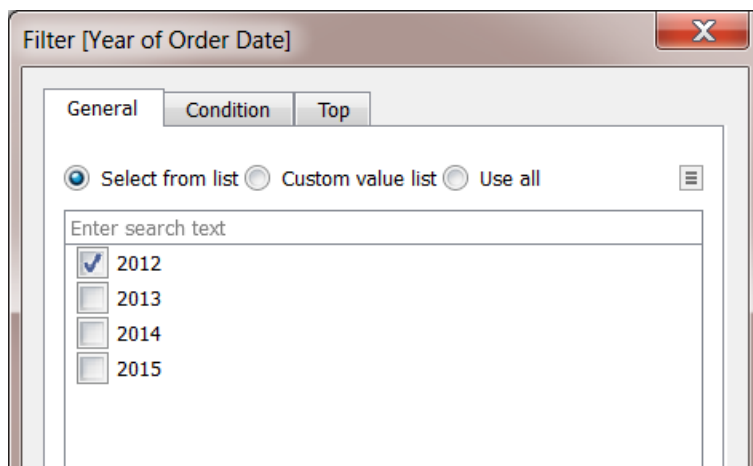 Filter [Year of Order Date]
General Condition Top
Select from list Custom value list Use all
Enter search text
2012
2013
2014
2015